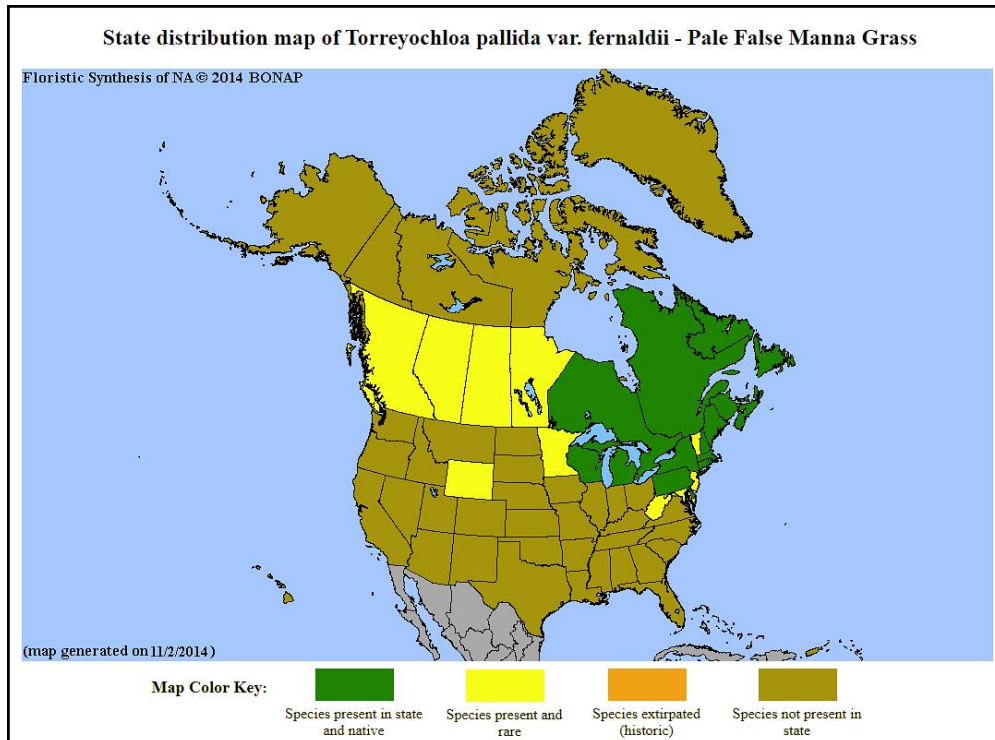 State distribution map of Torreyochloa pallida var. fernaldii - Pale False Manna Grass
Floristic Synthesis of NA © 2014 BONAP
(map generated on 11/2/2014 )
Map Color Key:
Species present in state
and native
Species present and
rare
Species extirpated
(historic)
Species not present in
state